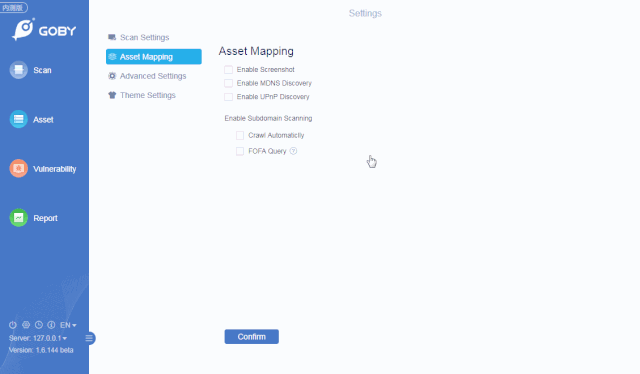 内测版
GOBY
Scan
Asset
Vulnerability
Report
EN
Server: 127.0.0.1
Version: 1.6.144 beta
Settings
Scan Settings
Asset Mapping
Advanced Settings
Theme Settings
Asset Mapping
Enable Screenshot
Enable MDNS Discovery
Enable UPnP Discovery
Enable Subdomain Scanning
Crawl Automaticlly
FOFA Query ?
Confirm